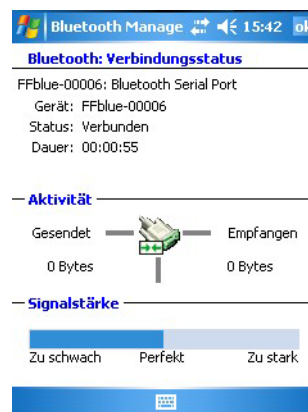 Bluetooth Manage 15:42 ok
Bluetooth: Verbindungsstatus
FFblue-00006: Bluetooth Serial Port
Gerät: FFblue-00006
Status: Verbunden
Dauer: 00:00:55
Aktivität
Gesendet Empfangen
0 Bytes 0 Bytes
Signalstärke
Zu schwach Perfekt Zu stark